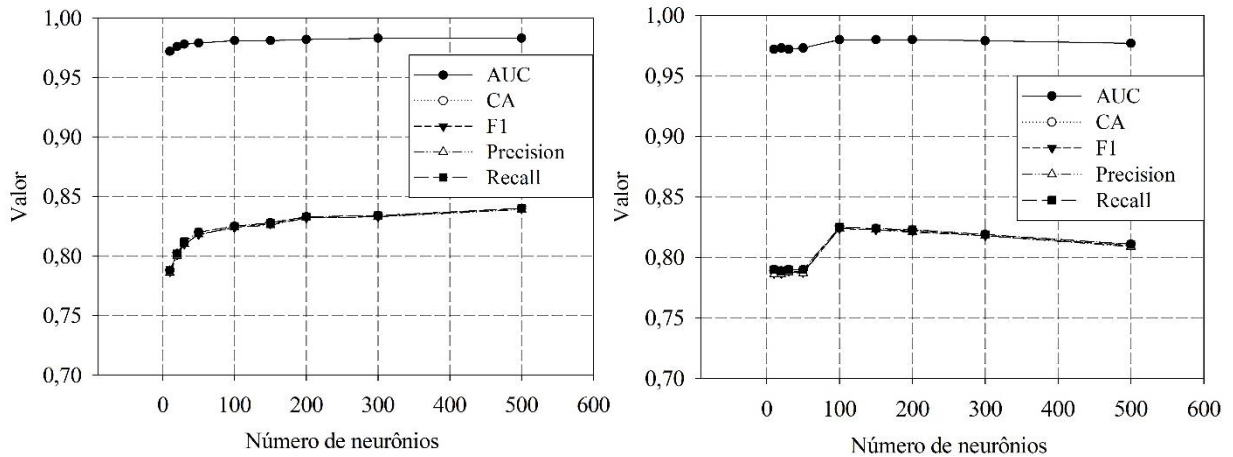 1,00
0,95
0,90
0,85
0,80
0,75
0,70
Valor
AUC
CA
F1
Precision
Recall
0 100 200 300 400 500 600
Número de neurônios
1,00
0,95
0,90
0,85
0,80
0,75
0,70
Valor
AUC
CA
F1
Precision
Recall
0 100 200 300 400 500 600
Número de neurônios